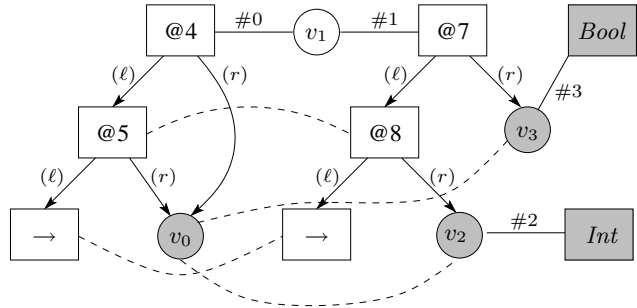 @4 #0 v₁ #1 @7 Bool
(ℓ) (r) (ℓ) (r) #3
@5 @8 v₃
(ℓ) (r) (ℓ) (r)
→ v₀ → v₂ #2 Int